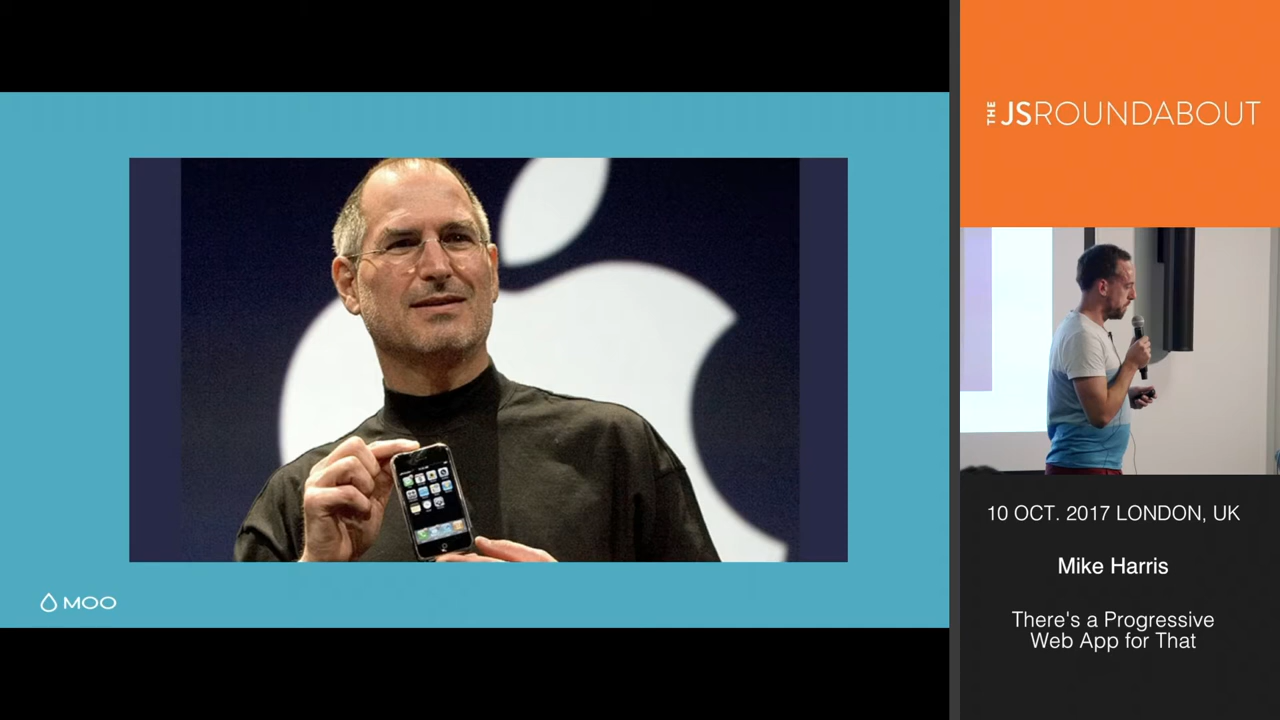 MOO
THE JSROUNDABOUT
10 OCT. 2017 LONDON, UK
Mike Harris
There's a Progressive
Web App for That